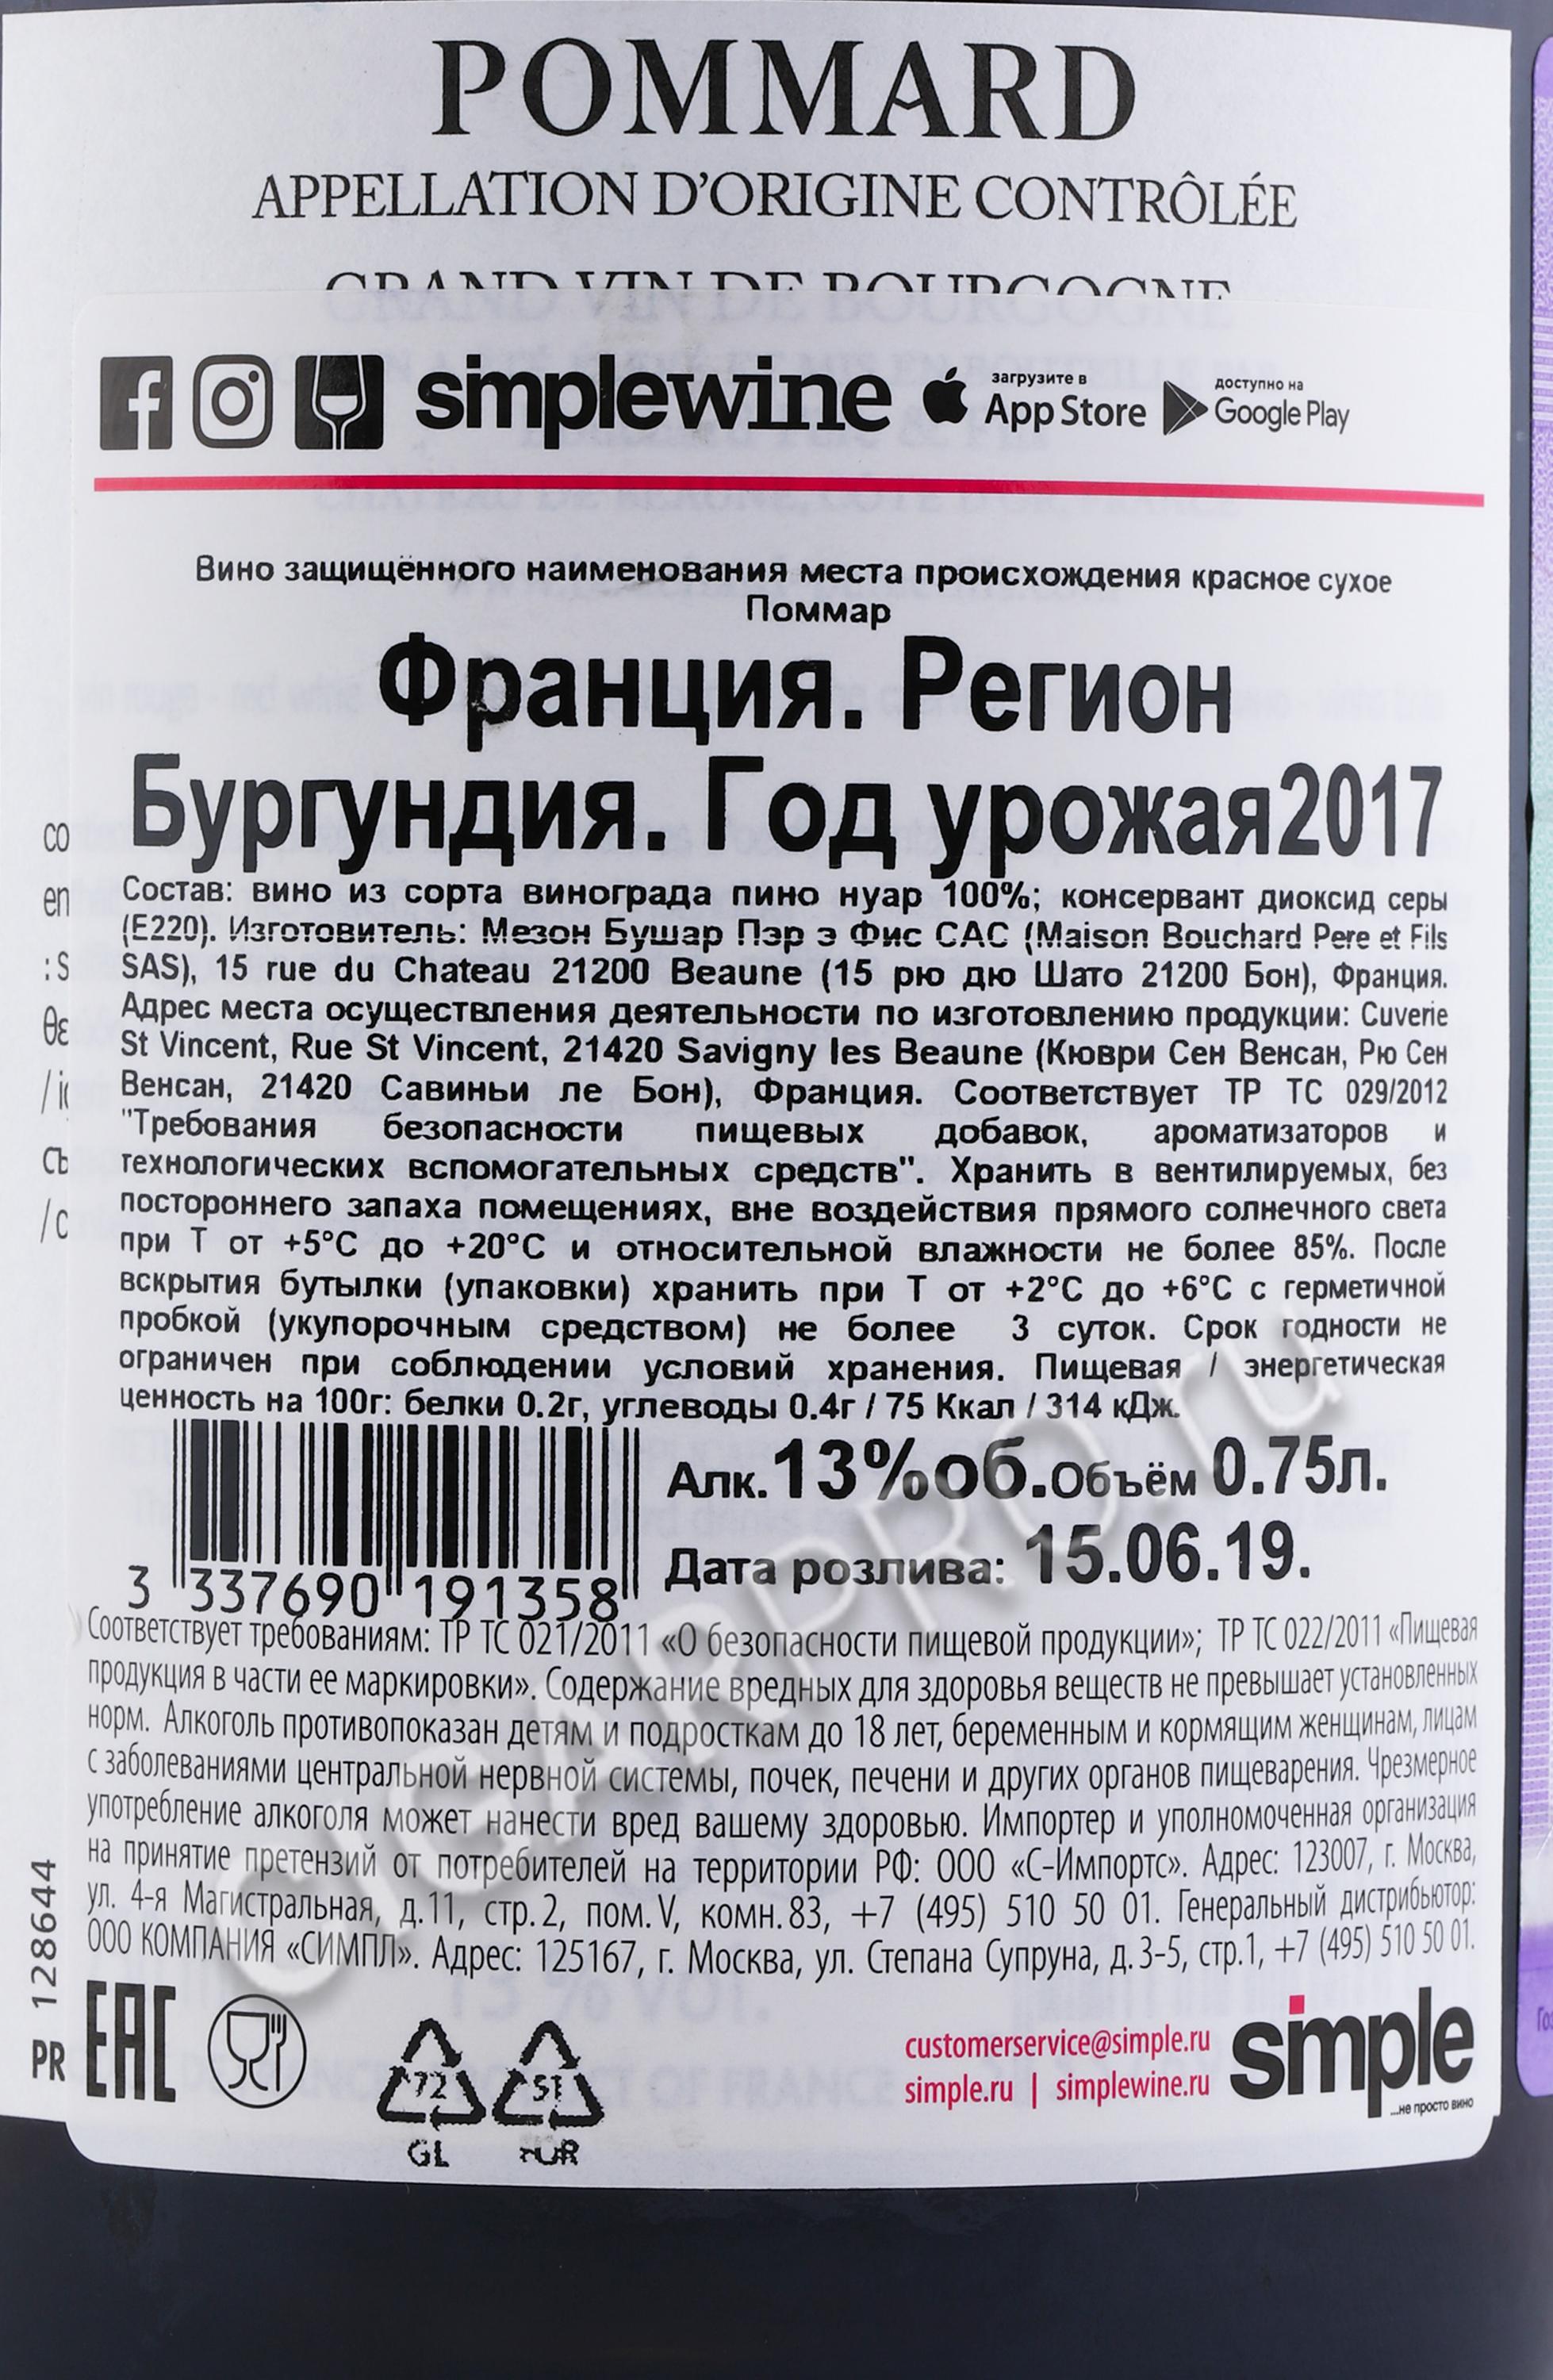 POMMARD
APPELLATION D'ORIGINE CONTRÔLÉE
GRAND VIN DE BOURGOGNE
simplewine
загрузите в
App Store
доступно на
Google Play
Вино защищённого наименования места происхождения красное сухое
Поммар
Франция. Регион
Бургундия. Год урожая2017
Состав: вино из сорта винограда пино нуар 100%; консервант диоксид серы
(E220). Изготовитель: Мезон Бушар Пэр э Фис САС (Maison Bouchard Pere et Fils
SAS), 15 rue du Chateau 21200 Beaune (15 рю дю Шато 21200 Бон), Франция.
Адрес места осуществления деятельности по изготовлению продукции: Cuverie
St Vincent, Rue St Vincent, 21420 Savigny les Beaune (Кюври Сен Венсан, Рю Сен
Венсан, 21420 Савиньи ле Бон), Франция. Соответствует ТР ТС 029/2012
"Требования безопасности пищевых добавок, ароматизаторов и
технологических вспомогательных средств". Хранить в вентилируемых, без
постороннего запаха помещениях, вне воздействия прямого солнечного света
при Т от +5°C до +20°C и относительной влажности не более 85%. После
вскрытия бутылки (упаковки) хранить при Т от +2°C до +6°C с герметичной
пробкой (укупорочным средством) не более 3 суток. Срок годности не
ограничен при соблюдении условий хранения. Пищевая / энергетическая
ценность на 100г: белки 0.2г, углеводы 0.4г / 75 Ккал / 314 кДж.
Алк. 13%об. Объём 0.75л.
Дата розлива: 15.06.19.
3 337690 191358
Соответствует требованиям: ТР ТС 021/2011 «О безопасности пищевой продукции»; ТР ТС 022/2011 «Пищевая
продукция в части ее маркировки». Содержание вредных для здоровья веществ не превышает установленных
норм. Алкоголь противопоказан детям и подросткам до 18 лет, беременным и кормящим женщинам, лицам
с заболеваниями центральной нервной системы, почек, печени и других органов пищеварения. Чрезмерное
употребление алкоголя может нанести вред вашему здоровью. Импортер и уполномоченная организация
на принятие претензий от потребителей на территории РФ: ООО «С-Импортс». Адрес: 123007, г. Москва,
ул. 4-я Магистральная, д.11, стр.2, пом.V, комн.83, +7 (495) 510 50 01. Генеральный дистрибьютор:
ООО КОМПАНИЯ «СИМПЛ». Адрес: 125167, г. Москва, ул. Степана Супруна, д.3-5, стр.1, +7 (495) 510 50 01.
EAC
72
GL
51
customerservice@simple.ru
simple.ru | simplewine.ru
simple
...не просто вино
PR 128644
CIGARPRO.ru